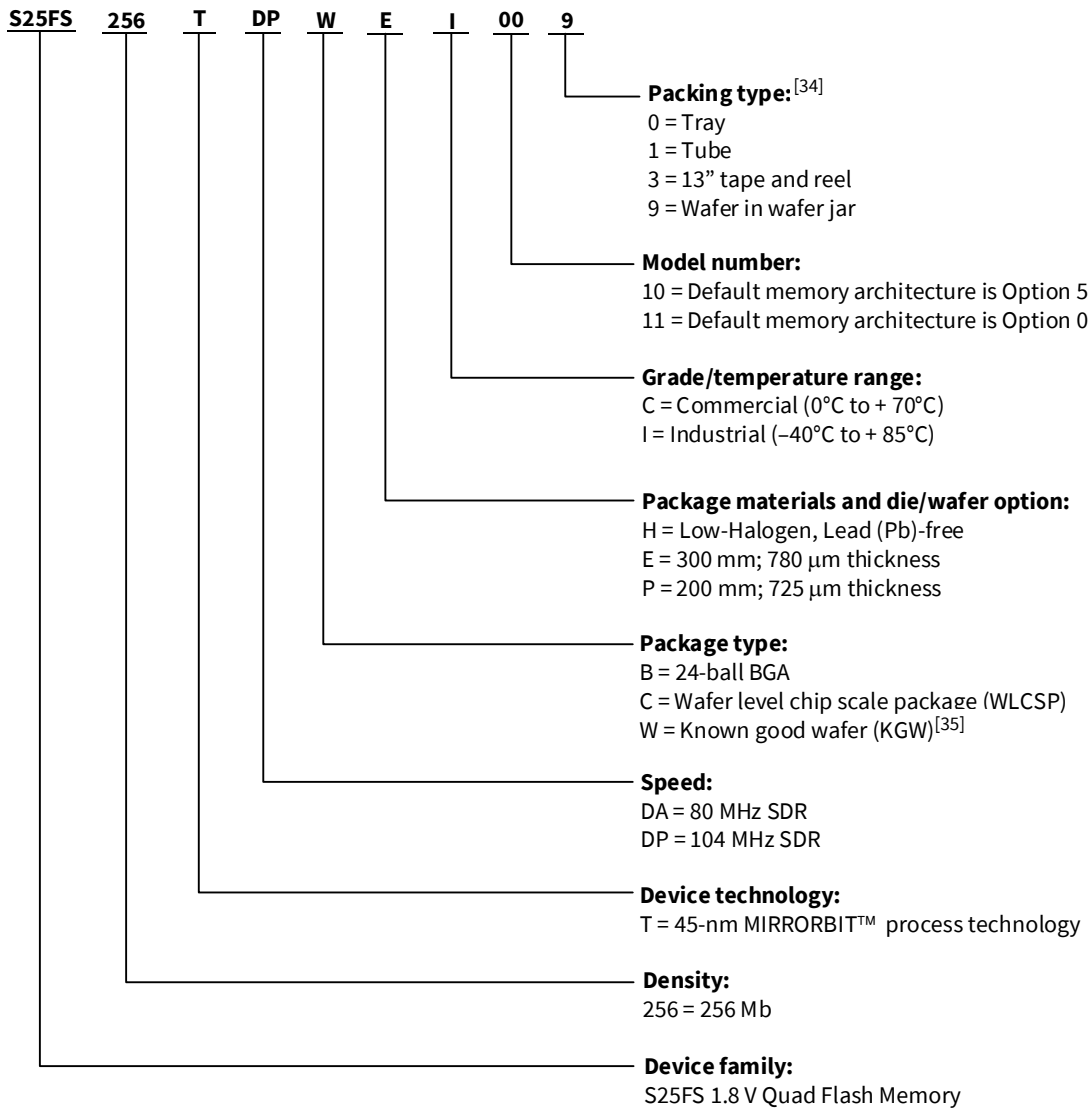 S25FS 256 T DP W E I 00 9
Packing type:[34]
0 = Tray
1 = Tube
3 = 13” tape and reel
9 = Wafer in wafer jar
Model number:
10 = Default memory architecture is Option 5
11 = Default memory architecture is Option 0
Grade/temperature range:
C = Commercial (0°C to + 70°C)
I = Industrial (–40°C to + 85°C)
Package materials and die/wafer option:
H = Low-Halogen, Lead (Pb)-free
E = 300 mm; 780 μm thickness
P = 200 mm; 725 μm thickness
Package type:
B = 24-ball BGA
C = Wafer level chip scale package (WLCSP)
W = Known good wafer (KGW)[35]
Speed:
DA = 80 MHz SDR
DP = 104 MHz SDR
Device technology:
T = 45-nm MIRRORBIT™ process technology
Density:
256 = 256 Mb
Device family:
S25FS 1.8 V Quad Flash Memory